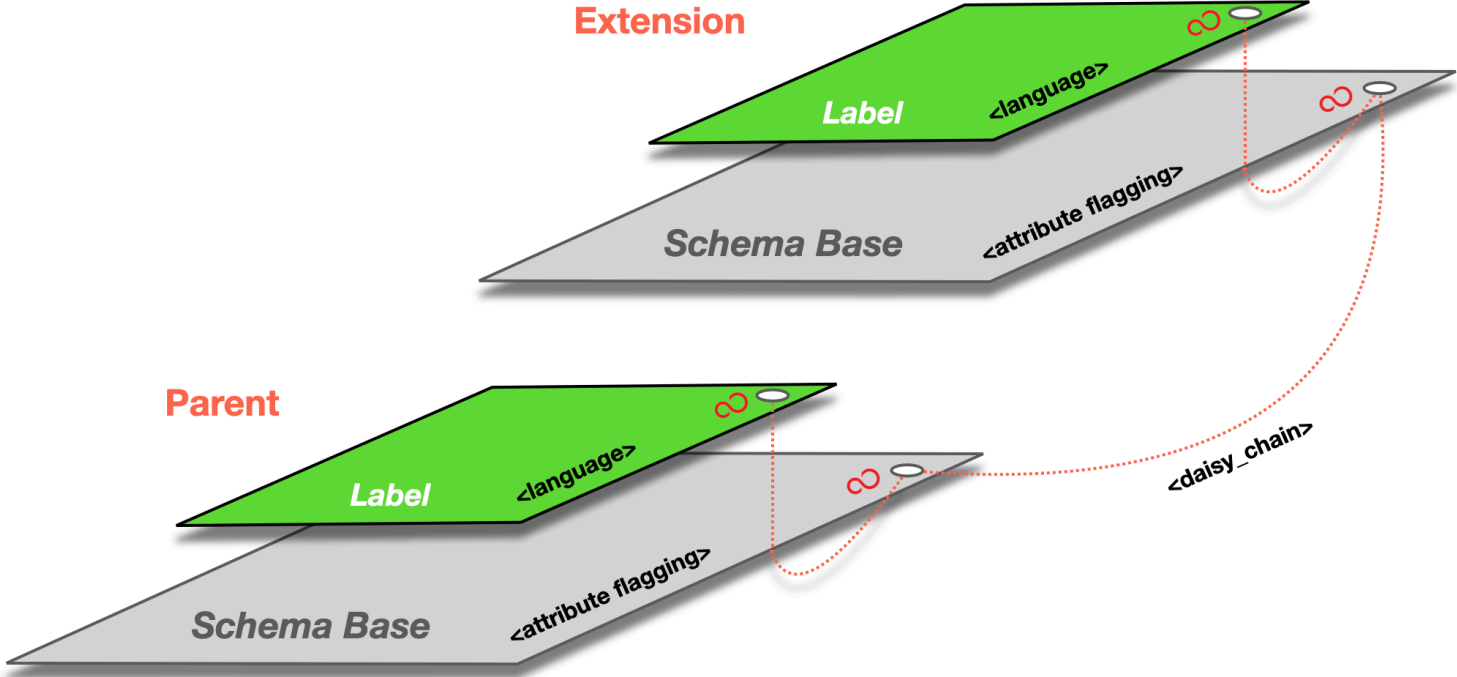 Extension
<language>
Label
<attribute flagging>
Schema Base
Parent
<daisy_chain>
<language>
Label
<attribute flagging>
Schema Base